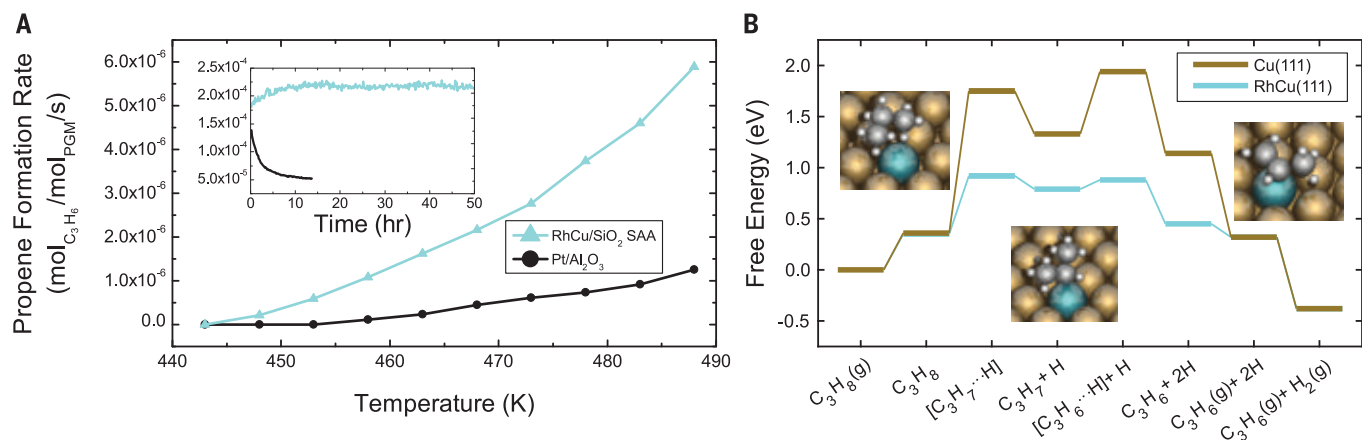 A
Propene Formation Rate
(mol_C₃H₆/mol_PGM/s)
6.0x10⁻⁶
5.0x10⁻⁶
4.0x10⁻⁶
3.0x10⁻⁶
2.0x10⁻⁶
1.0x10⁻⁶
0.0
440
450
460
470
480
490
Temperature (K)
2.5x10⁻⁴
2.0x10⁻⁴
1.5x10⁻⁴
1.0x10⁻⁴
5.0x10⁻⁵
0
10
20
30
40
50
Time (hr)
RhCu/SiO₂ SAA
Pt/Al₂O₃
B
Free Energy (eV)
2.0
1.5
1.0
0.5
0.0
-0.5
Cu(111)
RhCu(111)
C₃H₈(g)
C₃H₈
[C₃H₇···H]
C₃H₇ + H
[C₃H₆···H]+ H
C₃H₆ + 2H
C₃H₆(g)+ 2H
C₃H₆(g)+ H₂(g)